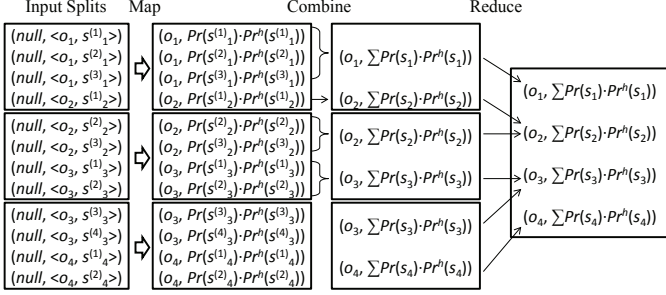 Input Splits Map Combine Reduce
(null, <o₁, s⁽¹⁾₁>)
(null, <o₁, s⁽²⁾₁>)
(null, <o₁, s⁽³⁾₁>)
(null, <o₂, s⁽¹⁾₂>)
(null, <o₂, s⁽²⁾₂>)
(null, <o₂, s⁽³⁾₂>)
(null, <o₃, s⁽¹⁾₃>)
(null, <o₃, s⁽²⁾₃>)
(null, <o₃, s⁽³⁾₃>)
(null, <o₃, s⁽⁴⁾₃>)
(null, <o₄, s⁽¹⁾₄>)
(null, <o₄, s⁽²⁾₄>)
(o₁, Pr(s⁽¹⁾₁)·Prʰ(s⁽¹⁾₁))
(o₁, Pr(s⁽²⁾₁)·Prʰ(s⁽²⁾₁))
(o₁, Pr(s⁽³⁾₁)·Prʰ(s⁽³⁾₁))
(o₂, Pr(s⁽¹⁾₂)·Prʰ(s⁽¹⁾₂))
(o₂, Pr(s⁽²⁾₂)·Prʰ(s⁽²⁾₂))
(o₂, Pr(s⁽³⁾₂)·Prʰ(s⁽³⁾₂))
(o₃, Pr(s⁽¹⁾₃)·Prʰ(s⁽¹⁾₃))
(o₃, Pr(s⁽²⁾₃)·Prʰ(s⁽²⁾₃))
(o₃, Pr(s⁽³⁾₃)·Prʰ(s⁽³⁾₃))
(o₃, Pr(s⁽⁴⁾₃)·Prʰ(s⁽⁴⁾₃))
(o₄, Pr(s⁽¹⁾₄)·Prʰ(s⁽¹⁾₄))
(o₄, Pr(s⁽²⁾₄)·Prʰ(s⁽²⁾₄))
(o₁, ∑Pr(s₁)·Prʰ(s₁))
(o₂, ∑Pr(s₂)·Prʰ(s₂))
(o₂, ∑Pr(s₂)·Prʰ(s₂))
(o₃, ∑Pr(s₃)·Prʰ(s₃))
(o₃, ∑Pr(s₃)·Prʰ(s₃))
(o₄, ∑Pr(s₄)·Prʰ(s₄))
(o₁, ∑Pr(s₁)·Prʰ(s₁))
(o₂, ∑Pr(s₂)·Prʰ(s₂))
(o₃, ∑Pr(s₃)·Prʰ(s₃))
(o₄, ∑Pr(s₄)·Prʰ(s₄))